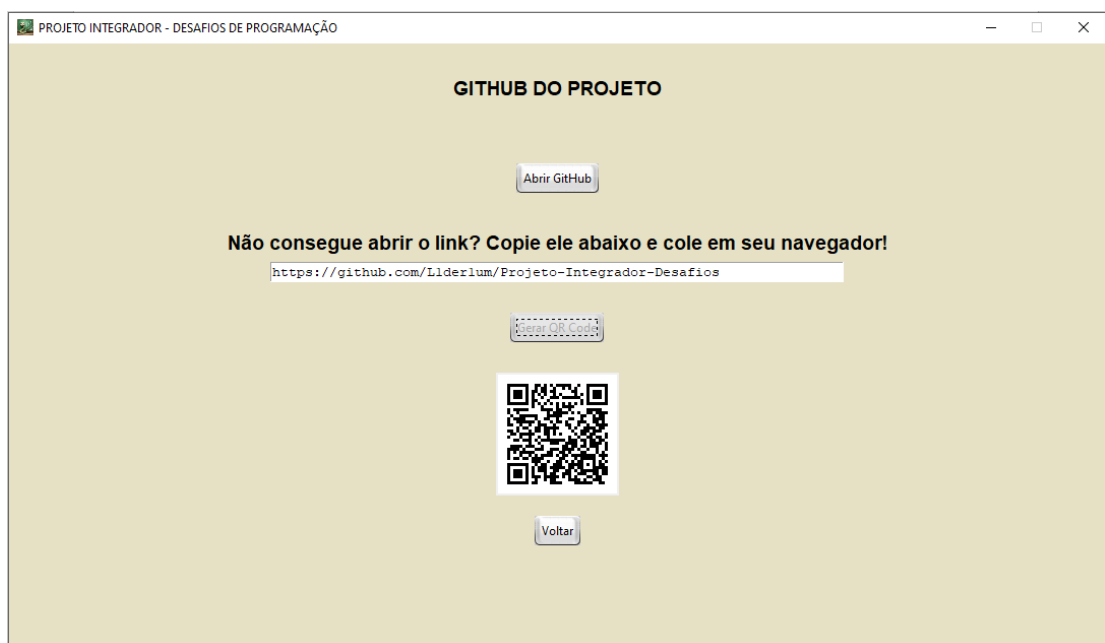 PROJETO INTEGRADOR - DESAFIOS DE PROGRAMAÇÃO
GITHUB DO PROJETO
Abrir GitHub
Não consegue abrir o link? Copie ele abaixo e cole em seu navegador!
https://github.com/L1der1um/Projeto-Integrador-Desafios
Gerar QR Code
Voltar